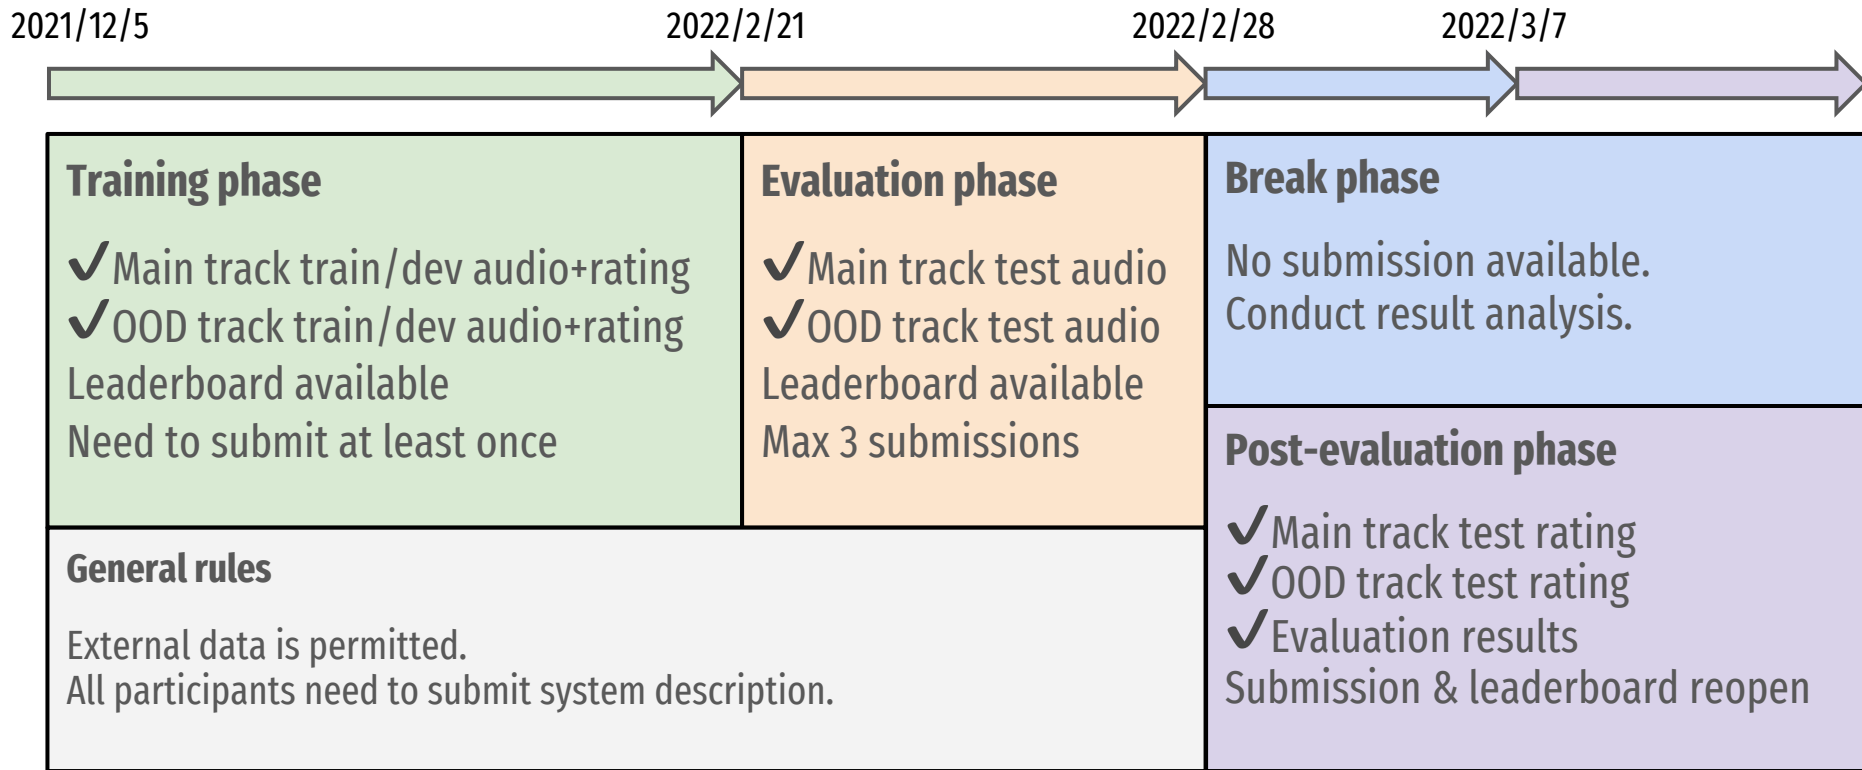 2021/12/5
2022/2/21
2022/2/28
2022/3/7
Training phase
✔Main track train/dev audio+rating
✔OOD track train/dev audio+rating
Leaderboard available
Need to submit at least once
Evaluation phase
✔Main track test audio
✔OOD track test audio
Leaderboard available
Max 3 submissions
Break phase
No submission available.
Conduct result analysis.
Post-evaluation phase
✔Main track test rating
✔OOD track test rating
✔Evaluation results
Submission & leaderboard reopen
General rules
External data is permitted.
All participants need to submit system description.